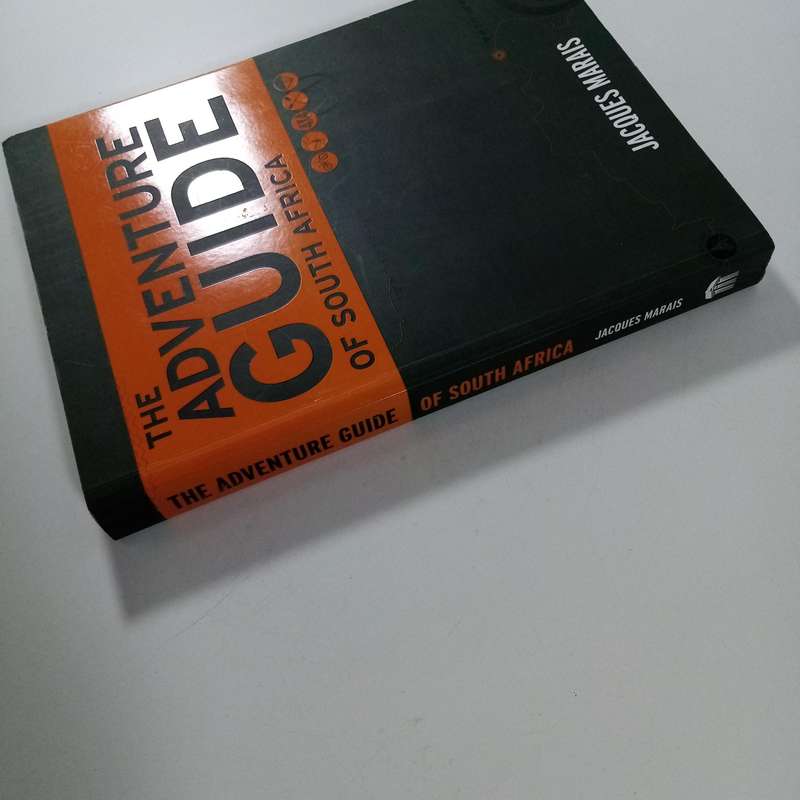 THE
ADVENTURE
GUIDE
OF SOUTH AFRICA
JACQUES MARAIS
THE ADVENTURE GUIDE OF SOUTH AFRICA JACQUES MARAIS